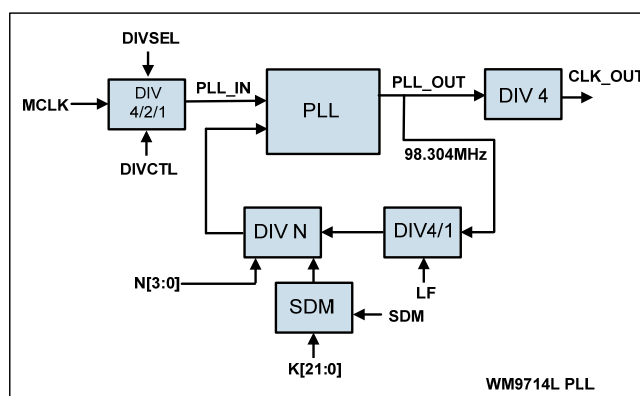 DIVSEL
MCLK
DIV
4/2/1
DIVCTL
PLL_IN
PLL
PLL_OUT
DIV 4
CLK_OUT
98.304MHz
DIV N
DIV4/1
N[3:0]
LF
SDM
SDM
K[21:0]
WM9714L PLL